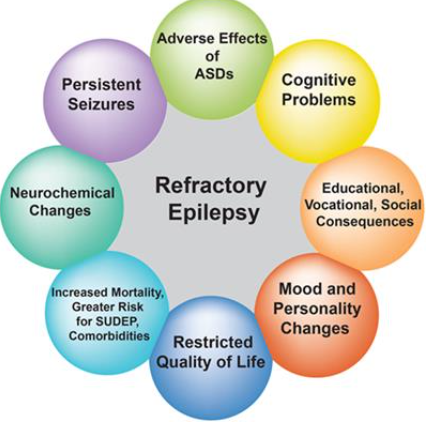 Adverse Effects
of
ASDs
Cognitive
Problems
Educational,
Vocational, Social
Consequences
Mood and
Personality
Changes
Restricted
Quality of Life
Increased Mortality,
Greater Risk
for SUDEP,
Comorbidities
Neurochemical
Changes
Persistent
Seizures
Refractory
Epilepsy